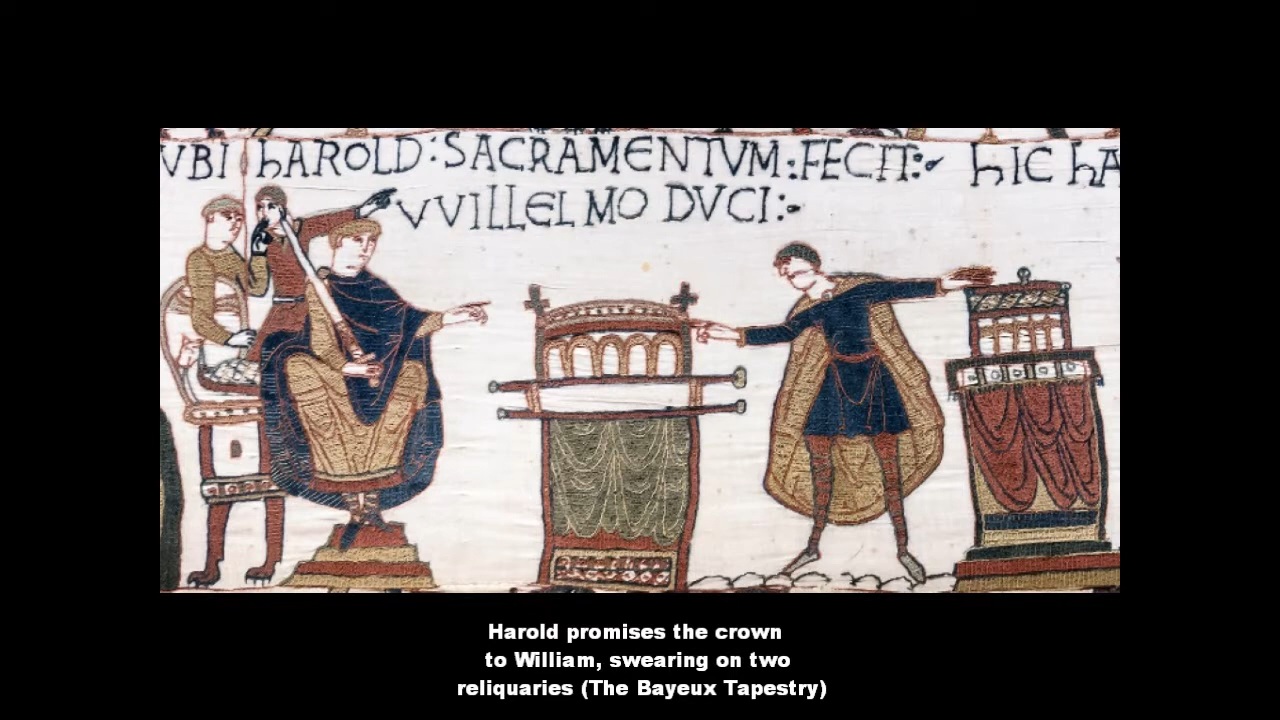 VBI hAROLD:SACRAMENTVM:FECIT: hIC hA
VVILLELMO DVCI:
Harold promises the crown
to William, swearing on two
reliquaries (The Bayeux Tapestry)